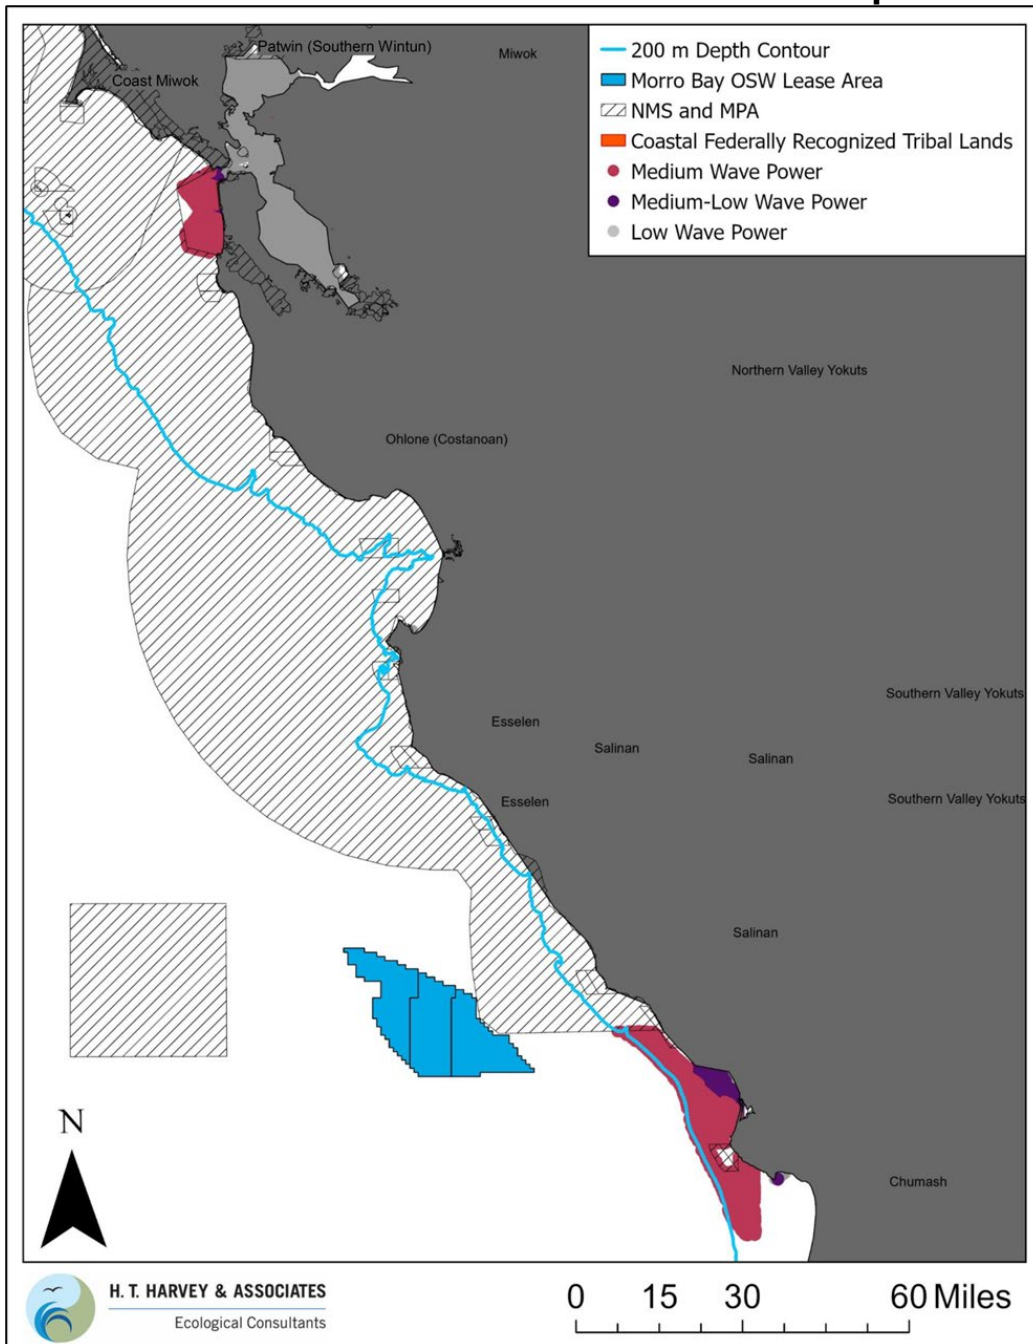 Patwin (Southern Wintun)
Miwok
Coast Miwok
200 m Depth Contour
Morro Bay OSW Lease Area
NMS and MPA
Coastal Federally Recognized Tribal Lands
Medium Wave Power
Medium-Low Wave Power
Low Wave Power
Northern Valley Yokuts
Ohlone (Costanoan)
Southern Valley Yokuts
Esselen
Salinan
Salinan
Esselen
Southern Valley Yokuts
Salinan
N
Chumash
H. T. HARVEY & ASSOCIATES
Ecological Consultants
0 15 30 60 Miles